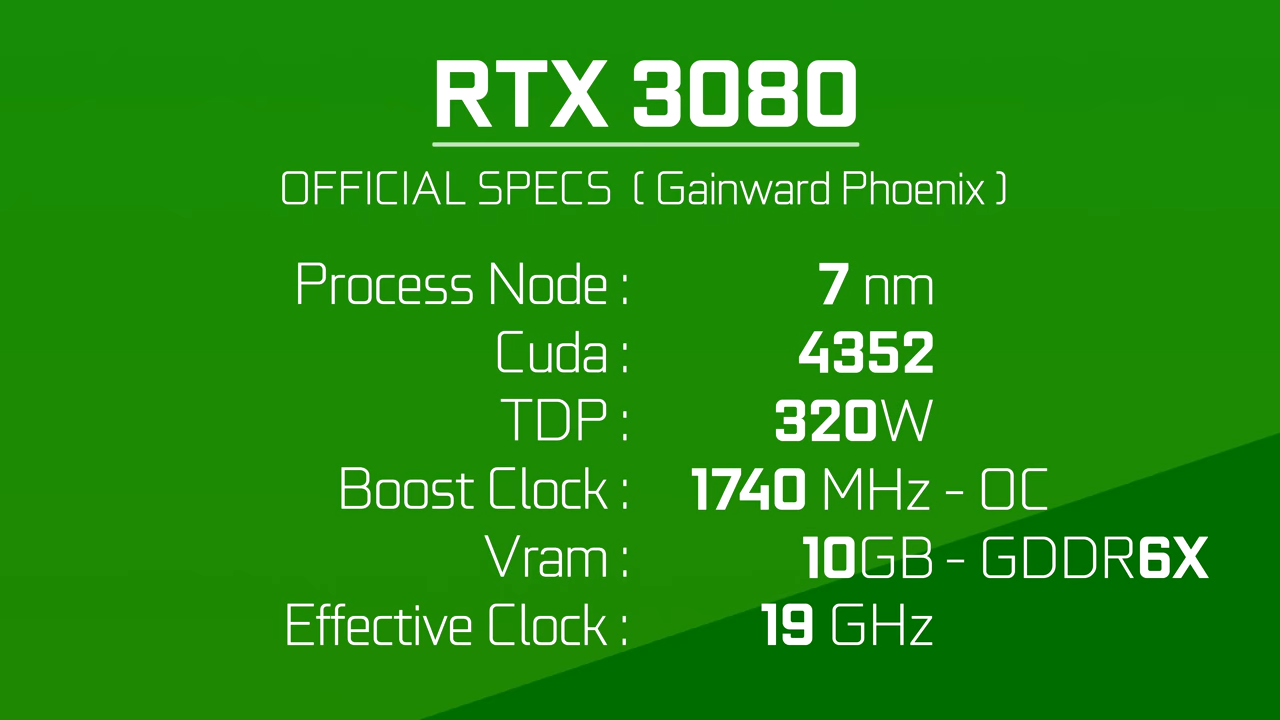 RTX 3080
OFFICIAL SPECS ( Gainward Phoenix )
Process Node : 7 nm
Cuda : 4352
TDP : 320W
Boost Clock : 1740 MHz - OC
Vram : 10GB - GDDR6X
Effective Clock : 19 GHz